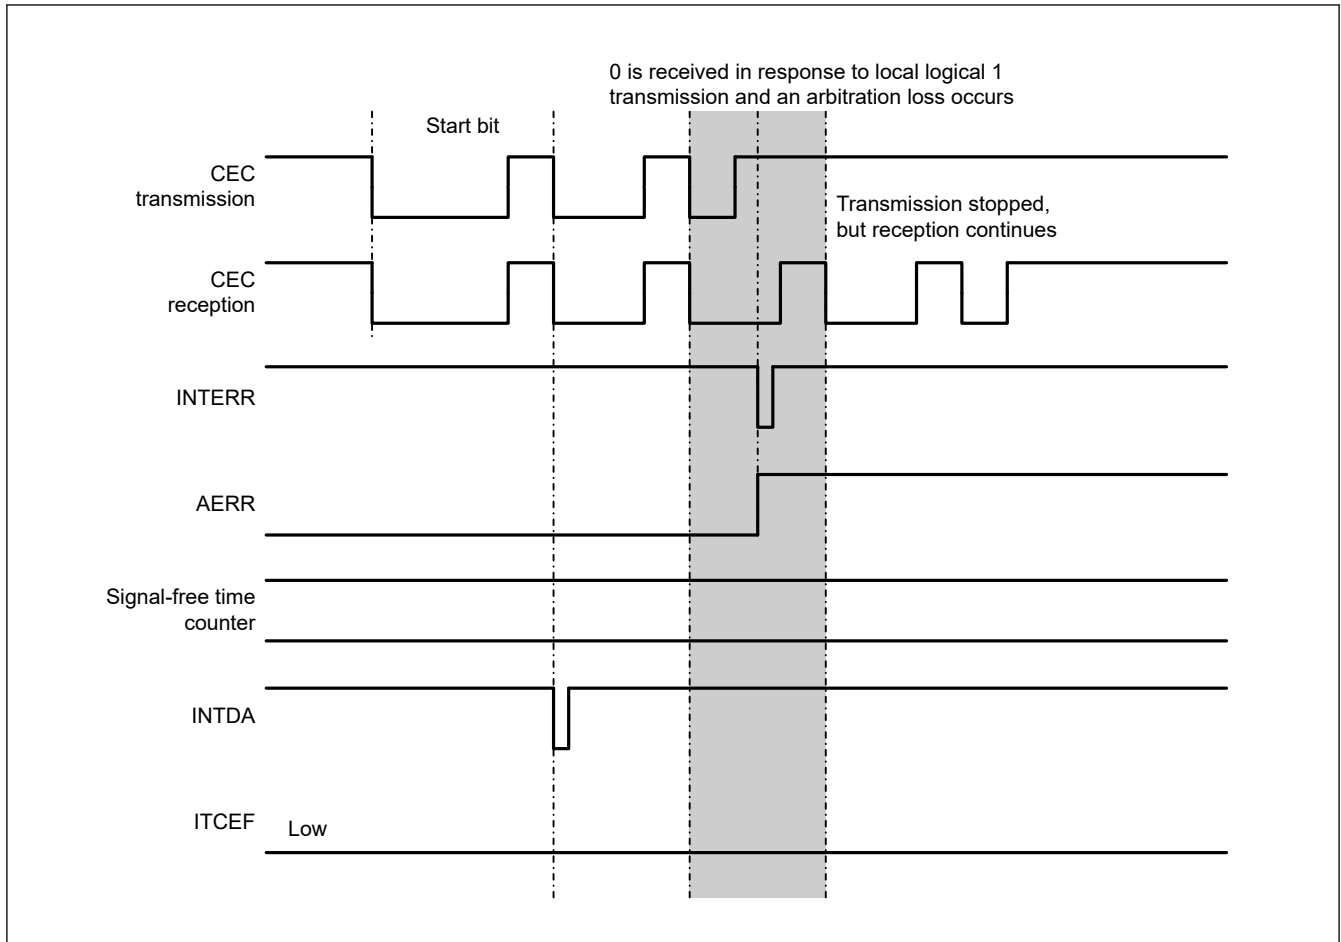 0 is received in response to local logical 1
transmission and an arbitration loss occurs
Start bit
CEC
transmission
Transmission stopped,
but reception continues
CEC
reception
INTERR
AERR
Signal-free time
counter
INTDA
ITCEF
Low